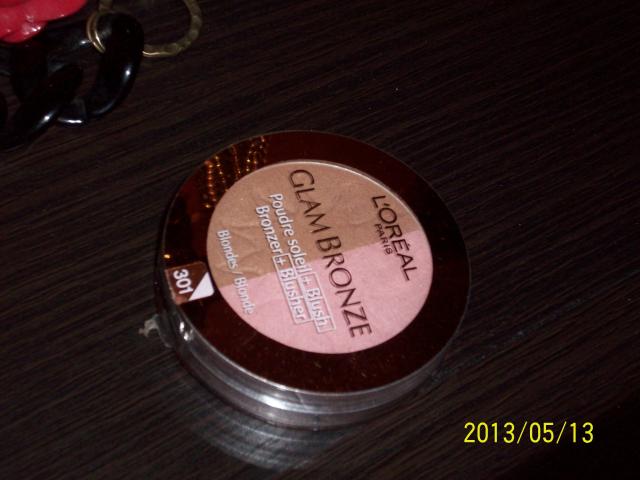 L'ORÉAL
PARIS
GLAM BRONZE
Poudre soleil + Blush
Bronzer + Blusher
Blondes / Blonde
301
2013/05/13